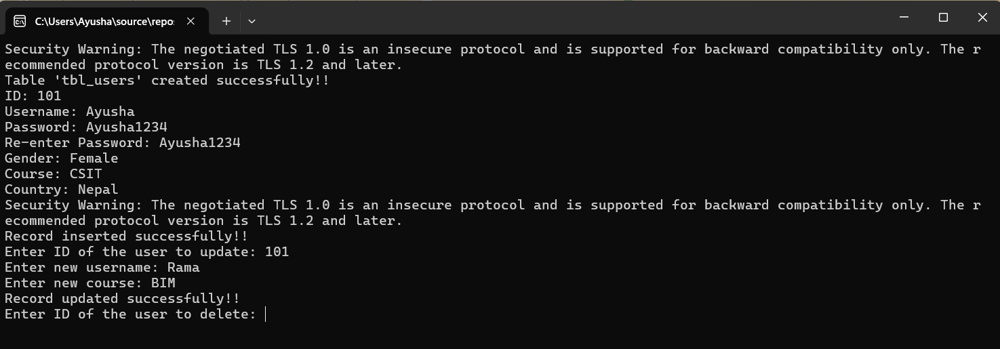 C:\Users\Ayusha\source\repo
Security Warning: The negotiated TLS 1.0 is an insecure protocol and is supported for backward compatibility only. The r
ecommended protocol version is TLS 1.2 and later.
Table 'tbl_users' created successfully!!
ID: 101
Username: Ayusha
Password: Ayusha1234
Re-enter Password: Ayusha1234
Gender: Female
Course: CSIT
Country: Nepal
Security Warning: The negotiated TLS 1.0 is an insecure protocol and is supported for backward compatibility only. The r
ecommended protocol version is TLS 1.2 and later.
Record inserted successfully!!
Enter ID of the user to update: 101
Enter new username: Rama
Enter new course: BIM
Record updated successfully!!
Enter ID of the user to delete: